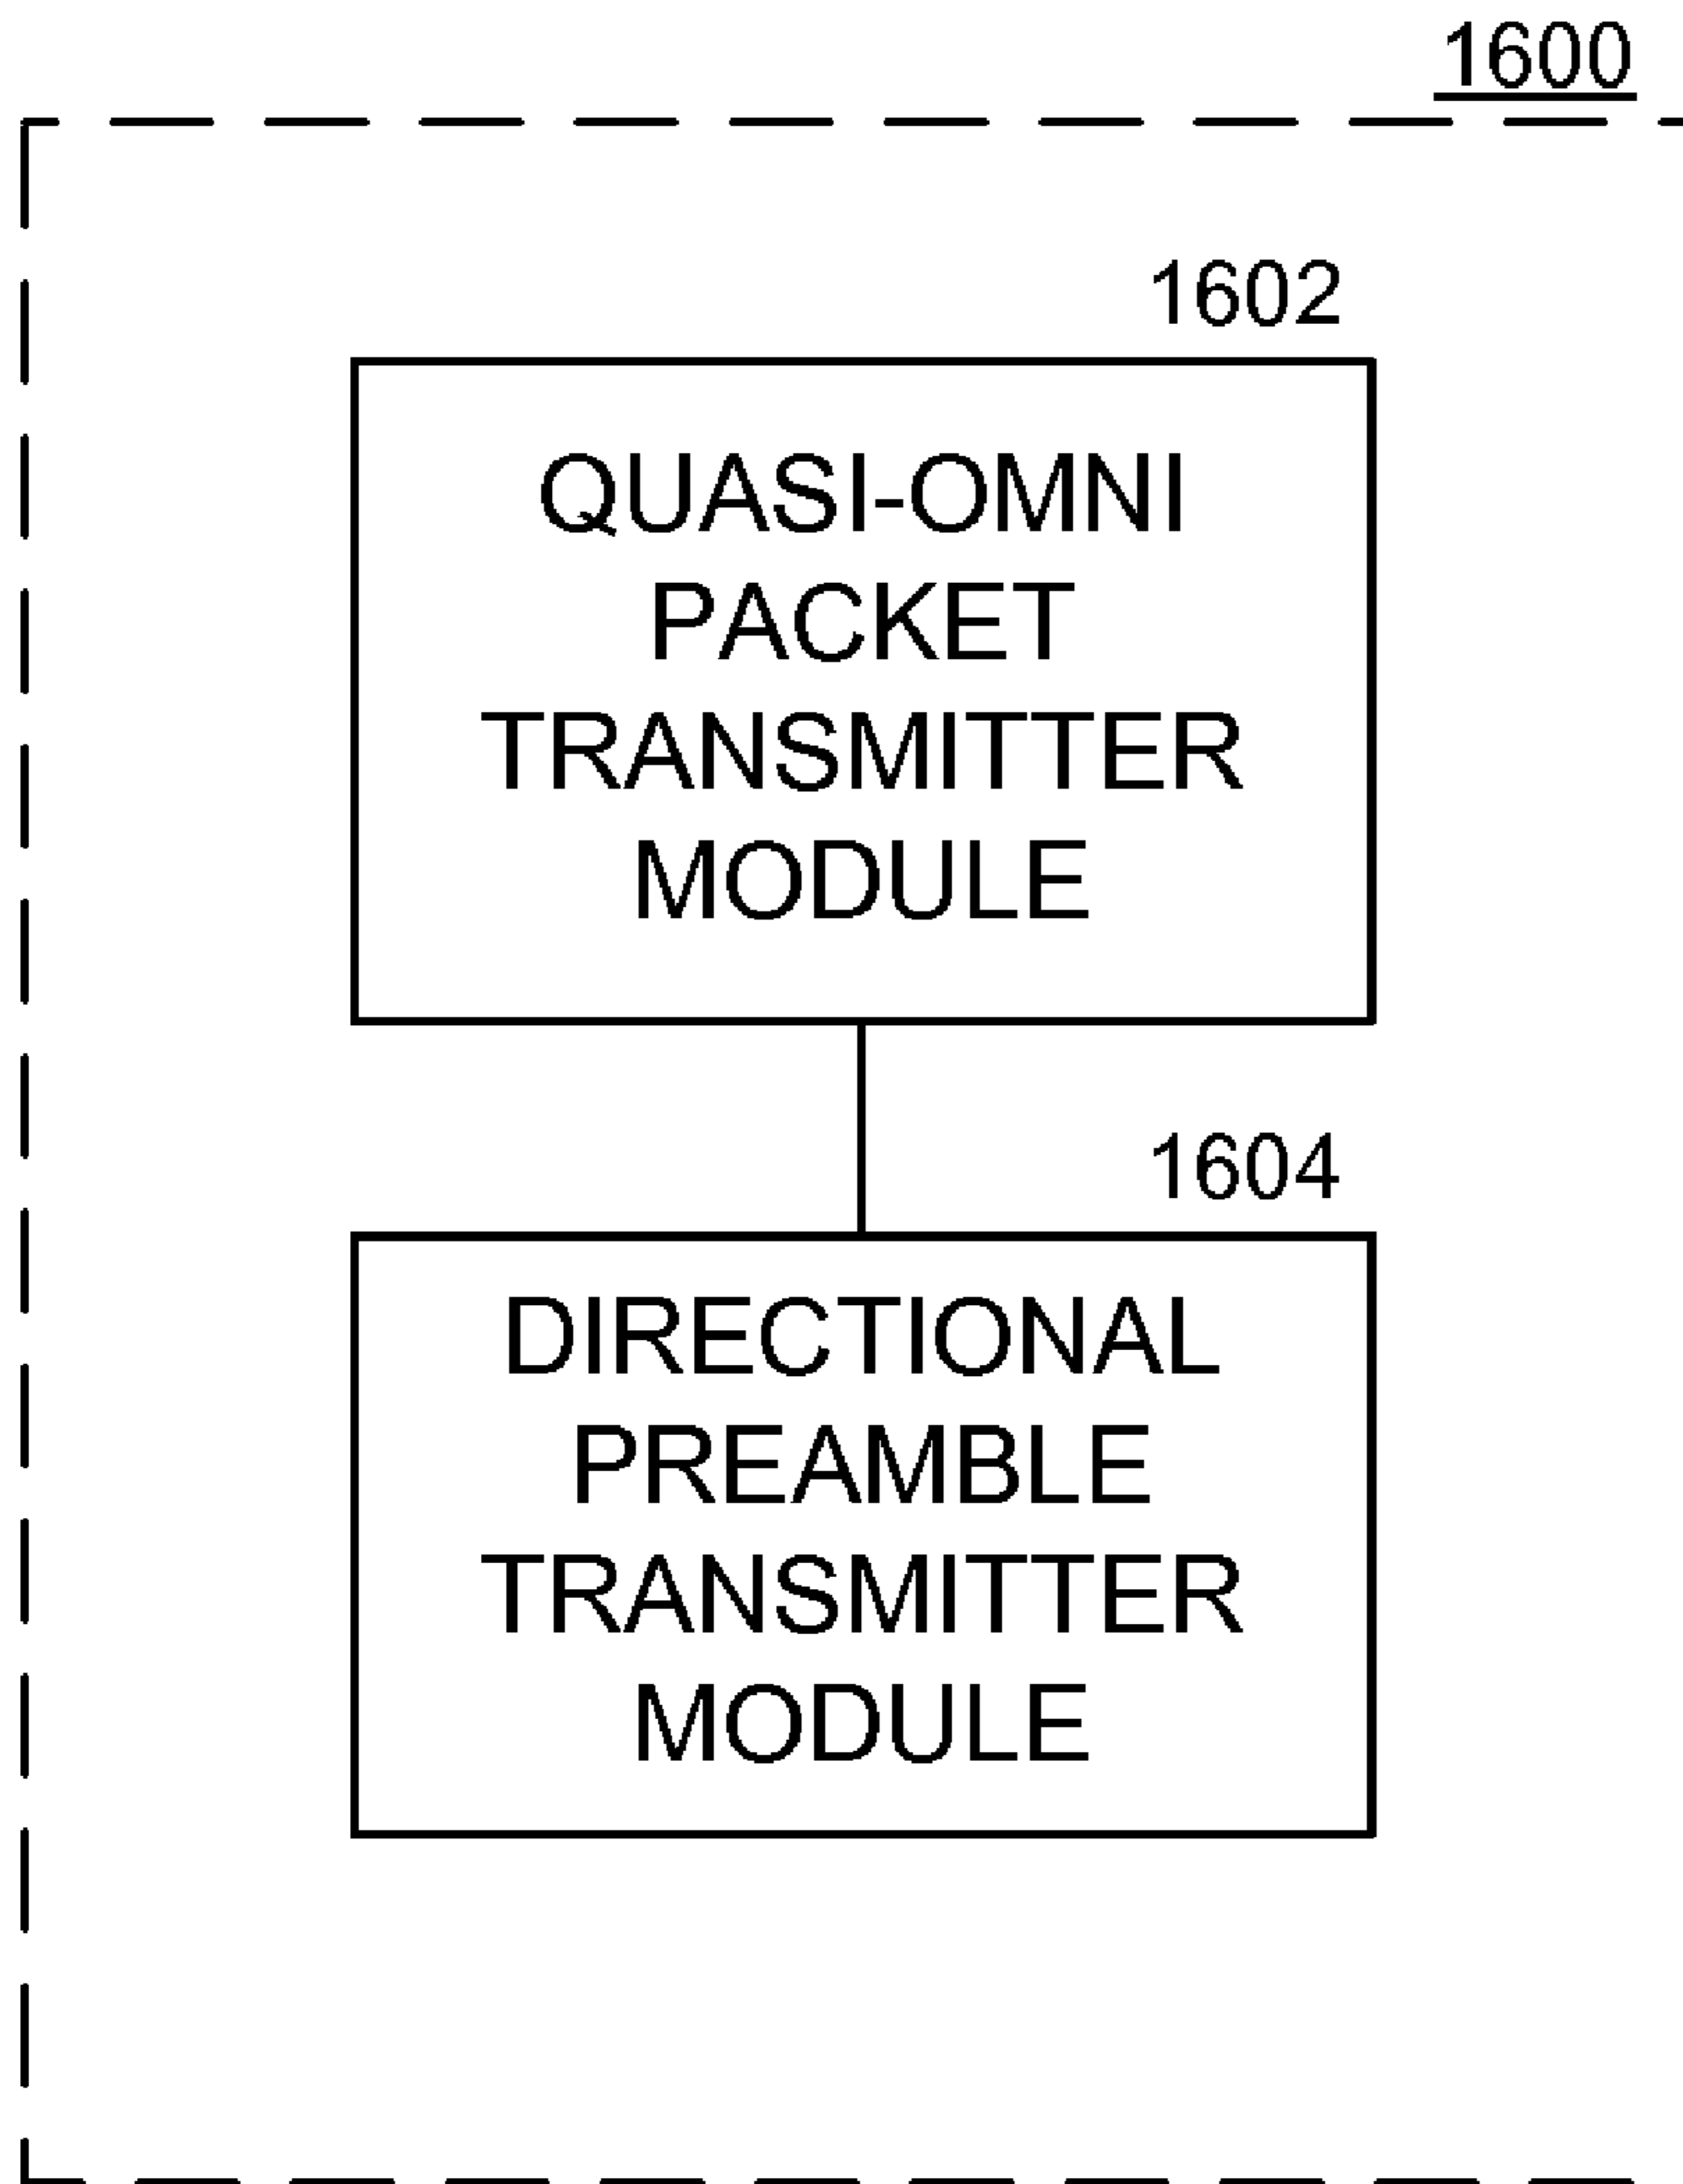 1600
1602
QUASI-OMNI
PACKET
TRANSMITTER
MODULE
1604
DIRECTIONAL
PREAMBLE
TRANSMITTER
MODULE